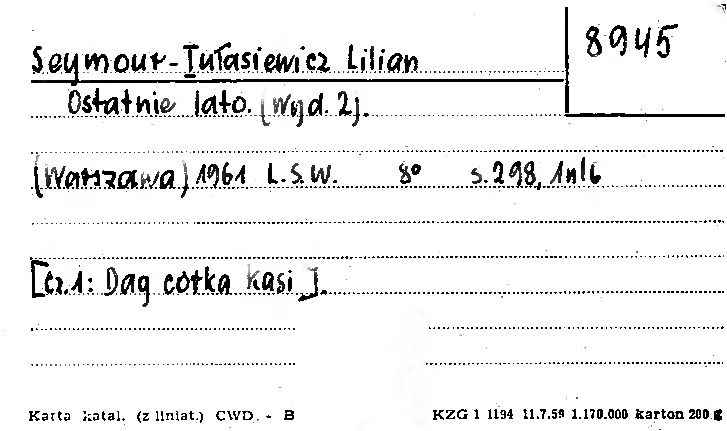 8945
Seymour-Tułasiewicz Lilian
Ostatnie lato. [Wyd. 2].
(Warszawa) 1961 L.S.W. 8° s. 298, 1nlb
[Cz. 1: Dag córka Kasi].
Karta katal. (z liniat.) CWD. - B KZG 1 1194 11.7.59 1.170.000 karton 200 g